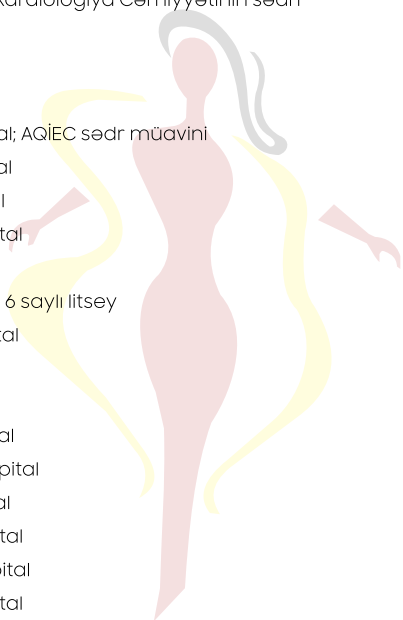 Kardiologiya Cəmiyyətinin sədri
al; AQİEC sədr müavini
al
l
tal
6 saylı litsey
tal
al
pital
al
tal
pital
tal